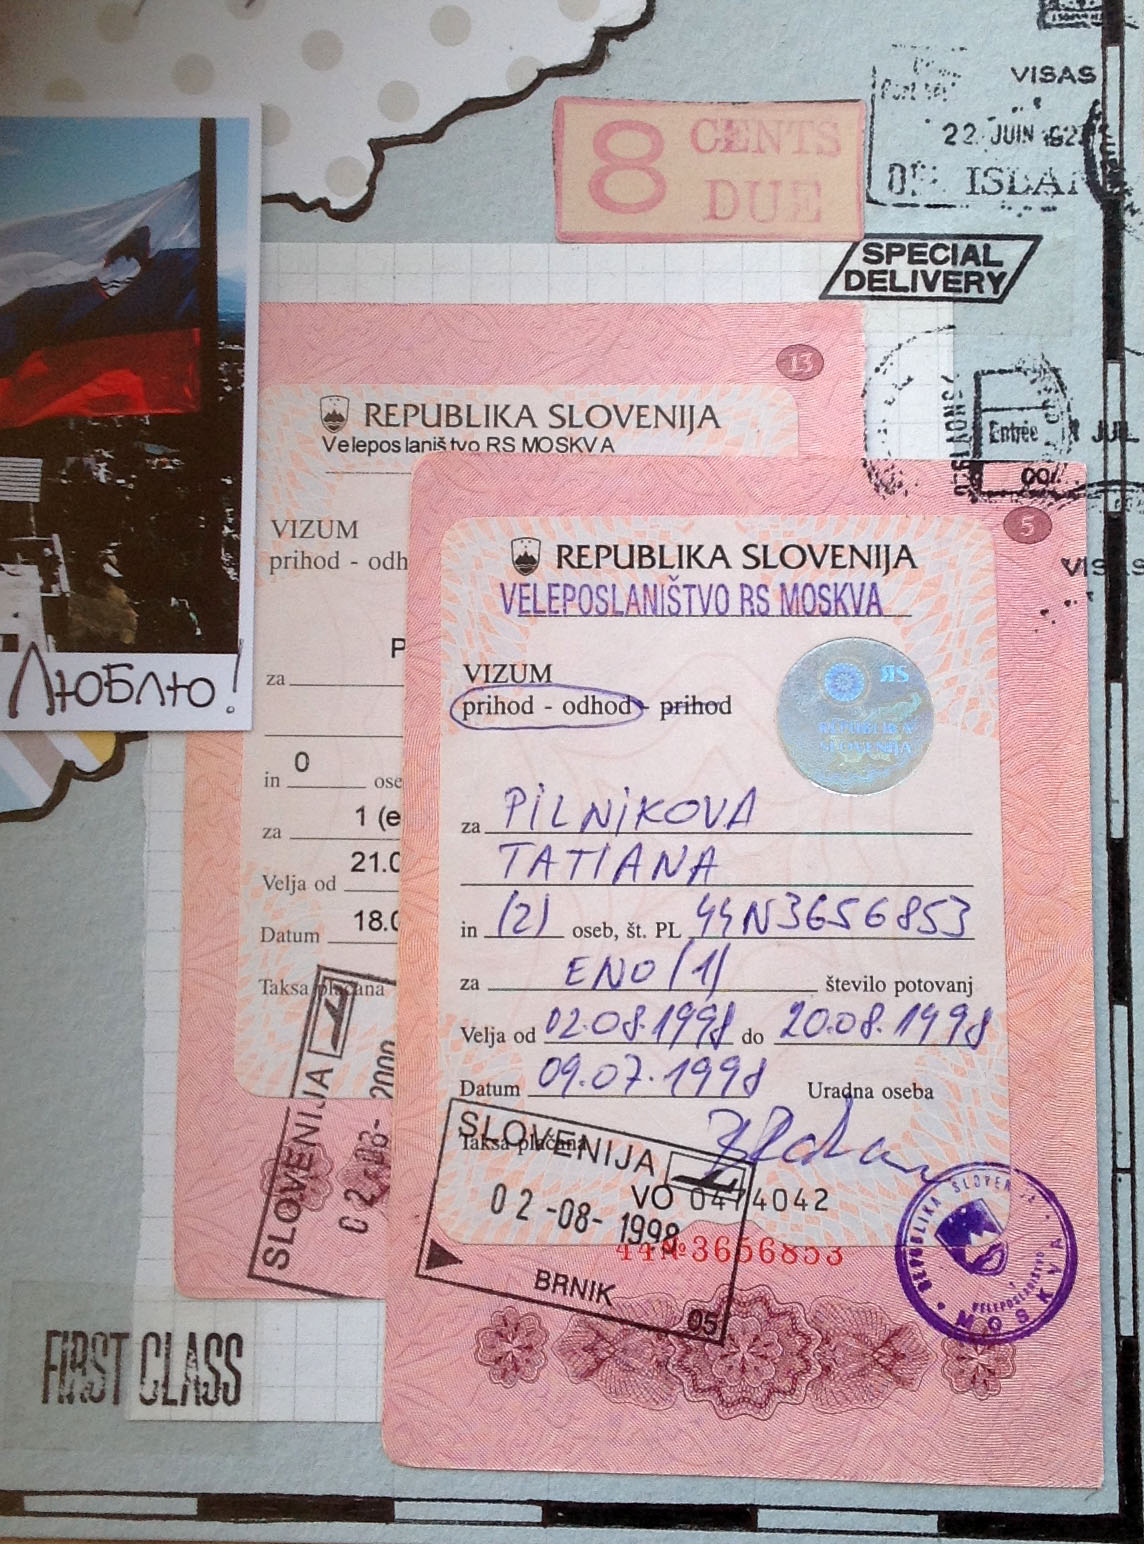 VISAS
22 JUIN 62
8 CENTS
DUE
SPECIAL
DELIVERY
13
REPUBLIKA SLOVENIJA
Veleposlaništvo RS MOSKVA
VIZUM
prihod - odh
P
za
0
in ose
1 (e
za
21.0
Velja od
18.0
Datum
Taksa plačana
SLOVENIJA
02-08-2000
Люблю!
Entrée
JUL
00
VISAS
5
REPUBLIKA SLOVENIJA
VELEPOSLANIŠTVO RS MOSKVA
VIZUM
prihod - odhod - prihod
RS
REPUBLIKA
SLOVENIJA
za PILNIKOVA
TATIANA
in (2) oseb, št. PL 44N3656853
za ENO (1) število potovanj
Velja od 02.08.1998 do 20.08.1998
Datum 09.07.1998 Uradna oseba
Taksa plačana
SLOVENIJA
VO 0474042
02-08-1998
44№3656853
BRNIK
05
REPUBLIKA SLOVENIJA
VELEPOSLANIŠTVO
MOSKVA
FIRST CLASS